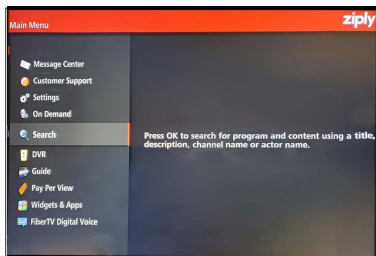 Main Menu
ziply
Message Center
Customer Support
Settings
On Demand
Search
Press OK to search for program and content using a title,
description, channel name or actor name.
DVR
Guide
Pay Per View
Widgets & Apps
FiberTV Digital Voice